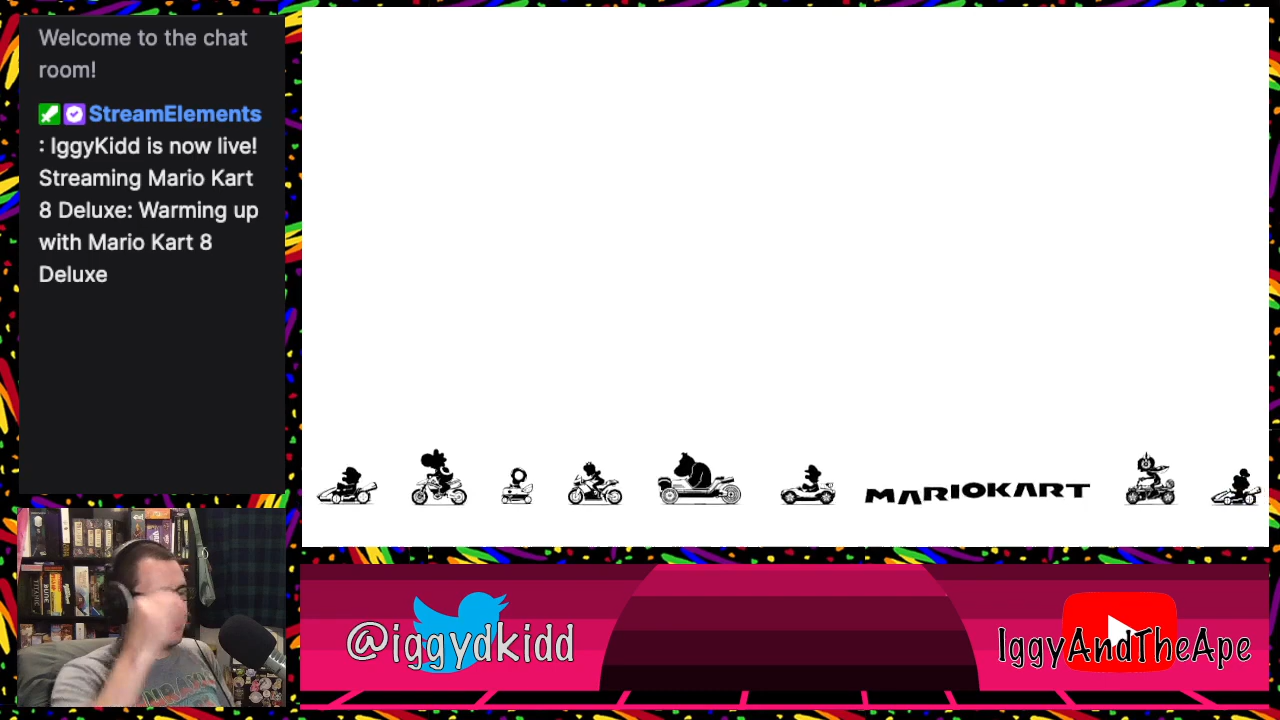 Welcome to the chat
room!
StreamElements
: IggyKidd is now live!
Streaming Mario Kart
8 Deluxe: Warming up
with Mario Kart 8
Deluxe
MARIOKART
@iggydkidd
IggyAndTheApe